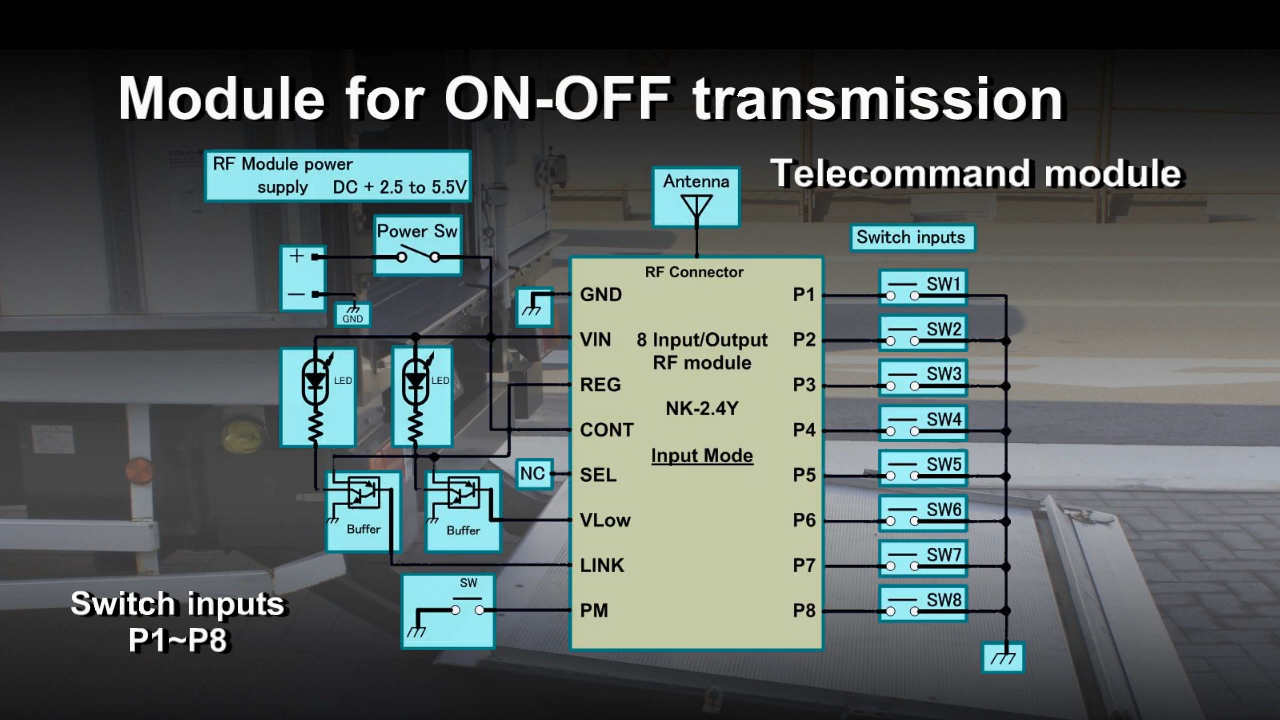 Module for ON-OFF transmission
Telecommand module
RF Module power
supply DC + 2.5 to 5.5V
Antenna
Power Sw
Switch inputs
+
−
GND
RF Connector
8 Input/Output
RF module
NK-2.4Y
Input Mode
GND
VIN
REG
CONT
SEL
VLow
LINK
PM
P1
P2
P3
P4
P5
P6
P7
P8
SW1
SW2
SW3
SW4
SW5
SW6
SW7
SW8
LED
LED
NC
Buffer
Buffer
SW
Switch inputs
P1~P8